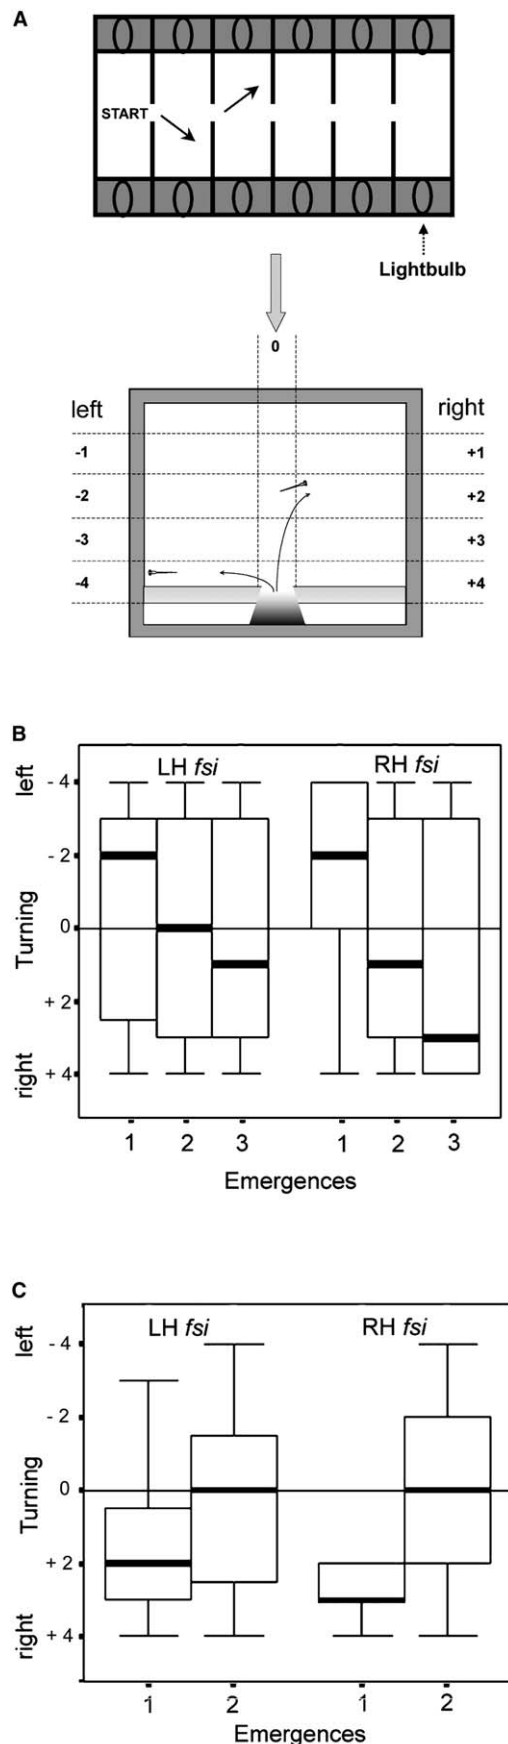 A
START
Lightbulb
0
left right
-1 +1
-2 +2
-3 +3
-4 +4
B
LH fsi RH fsi
left
Turning
right
- 4
- 2
0
+ 2
+ 4
1 2 3 1 2 3
Emergences
C
LH fsi RH fsi
left
Turning
right
- 4
- 2
0
+ 2
+ 4
1 2 1 2
Emergences